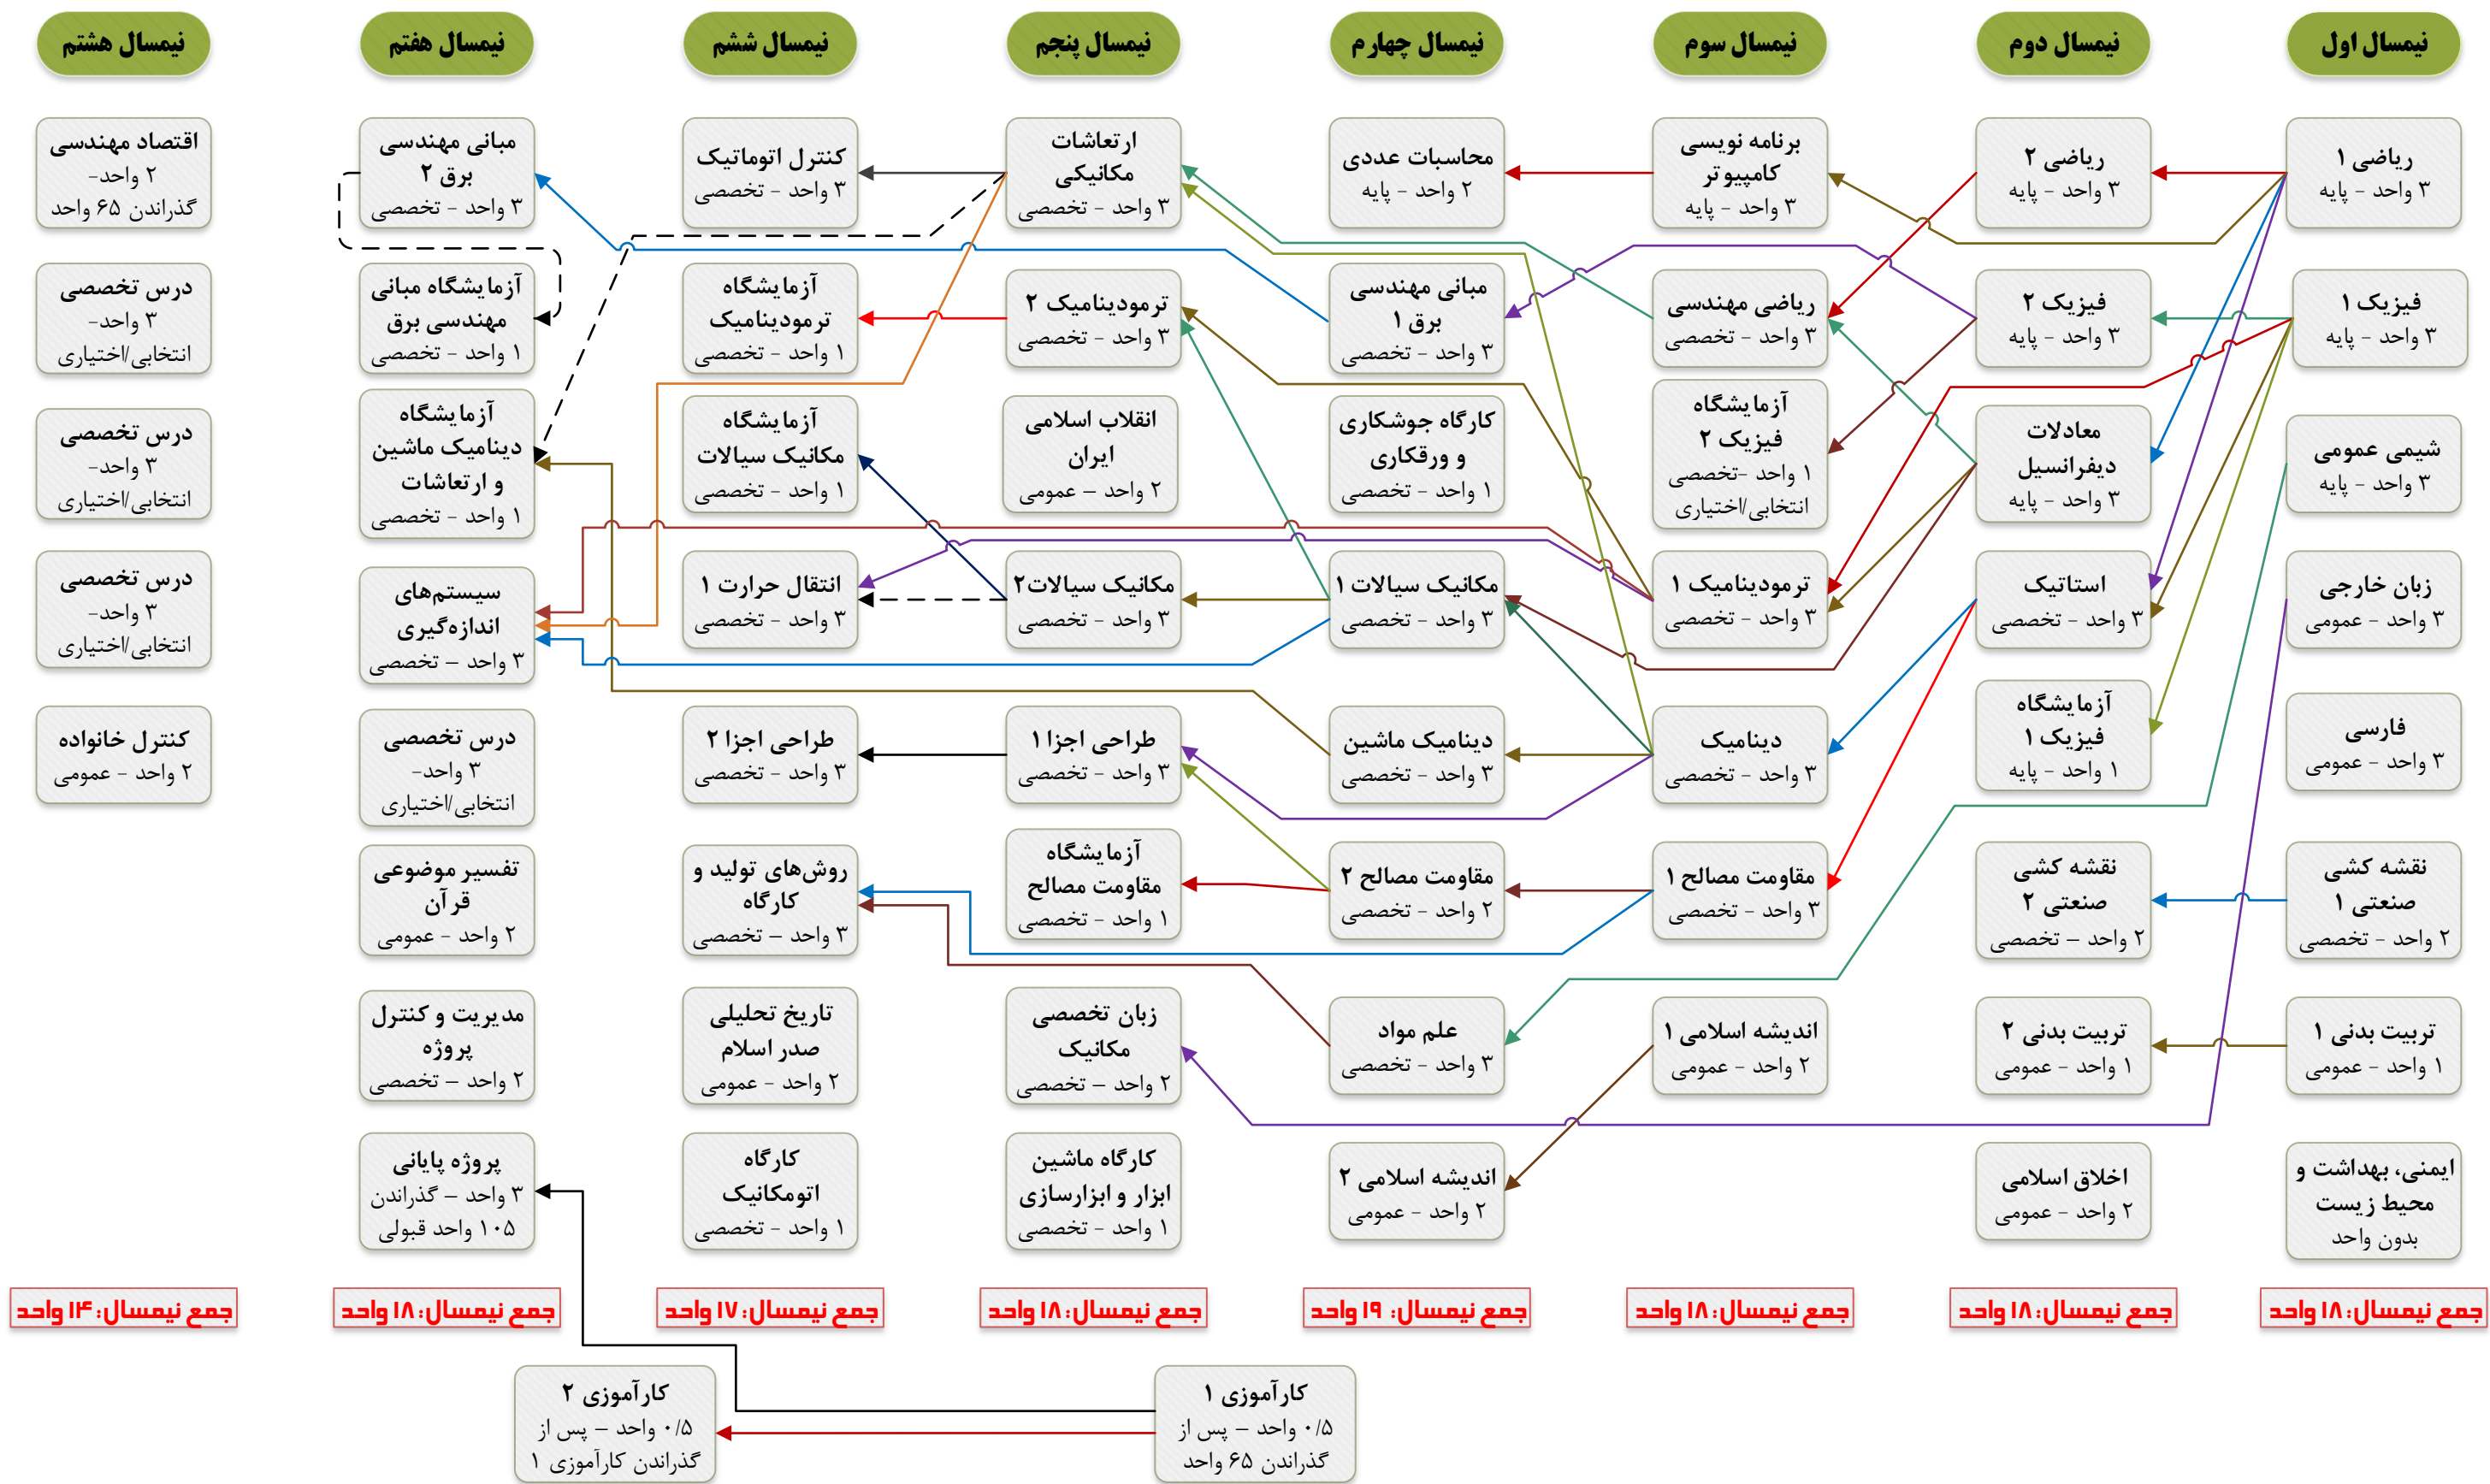 نیمسال اول
ریاضی ۱
۳ واحد - پایه
فیزیک ۱
۳ واحد - پایه
شیمی عمومی
۳ واحد - پایه
زبان خارجی
۳ واحد - عمومی
فارسی
۳ واحد - عمومی
نقشه کشی
صنعتی ۱
۲ واحد - تخصصی
تربیت بدنی ۱
۱ واحد - عمومی
ایمنی، بهداشت و
محیط زیست
بدون واحد
جمع نیمسال: ۱۸ واحد
نیمسال دوم
ریاضی ۲
۳ واحد - پایه
فیزیک ۲
۳ واحد - پایه
معادلات
دیفرانسیل
۳ واحد - پایه
استاتیک
۳ واحد - تخصصی
آزمایشگاه
فیزیک ۱
۱ واحد - پایه
نقشه کشی
صنعتی ۲
۲ واحد – تخصصی
تربیت بدنی ۲
۱ واحد - عمومی
اخلاق اسلامی
۲ واحد - عمومی
جمع نیمسال: ۱۸ واحد
نیمسال سوم
برنامه نویسی
کامپیوتر
۳ واحد - پایه
ریاضی مهندسی
۳ واحد - تخصصی
آزمایشگاه
فیزیک ۲
۱ واحد -تخصصی
انتخابی/اختیاری
ترمودینامیک ۱
۳ واحد - تخصصی
دینامیک
۳ واحد - تخصصی
مقاومت مصالح ۱
۳ واحد - تخصصی
اندیشه اسلامی ۱
۲ واحد - عمومی
جمع نیمسال: ۱۸ واحد
نیمسال چهارم
محاسبات عددی
۲ واحد - پایه
مبانی مهندسی
برق ۱
۳ واحد - تخصصی
کارگاه جوشکاری
و ورقکاری
۱ واحد - تخصصی
مکانیک سیالات ۱
۳ واحد - تخصصی
دینامیک ماشین
۳ واحد - تخصصی
مقاومت مصالح ۲
۲ واحد - تخصصی
علم مواد
۳ واحد - تخصصی
اندیشه اسلامی ۲
۲ واحد - عمومی
جمع نیمسال: ۱۹ واحد
نیمسال پنجم
ارتعاشات
مکانیکی
۳ واحد - تخصصی
ترمودینامیک ۲
۳ واحد - تخصصی
انقلاب اسلامی
ایران
۲ واحد – عمومی
مکانیک سیالات۲
۳ واحد - تخصصی
طراحی اجزا ۱
۳ واحد - تخصصی
آزمایشگاه
مقاومت مصالح
۱ واحد - تخصصی
زبان تخصصی
مکانیک
۲ واحد – تخصصی
کارگاه ماشین
ابزار و ابزارسازی
۱ واحد - تخصصی
جمع نیمسال: ۱۸ واحد
نیمسال ششم
کنترل اتوماتیک
۳ واحد - تخصصی
آزمایشگاه
ترمودینامیک
۱ واحد - تخصصی
آزمایشگاه
مکانیک سیالات
۱ واحد - تخصصی
انتقال حرارت ۱
۳ واحد - تخصصی
طراحی اجزا ۲
۳ واحد - تخصصی
روش‌های تولید و
کارگاه
۳ واحد – تخصصی
تاریخ تحلیلی
صدر اسلام
۲ واحد - عمومی
کارگاه
اتومکانیک
۱ واحد - تخصصی
جمع نیمسال: ۱۷ واحد
نیمسال هفتم
مبانی مهندسی
برق ۲
۳ واحد - تخصصی
آزمایشگاه مبانی
مهندسی برق
۱ واحد - تخصصی
آزمایشگاه
دینامیک ماشین
و ارتعاشات
۱ واحد - تخصصی
سیستم‌های
اندازه‌گیری
۳ واحد – تخصصی
درس تخصصی
۳ واحد-
انتخابی/اختیاری
تفسیر موضوعی
قرآن
۲ واحد - عمومی
مدیریت و کنترل
پروژه
۲ واحد – تخصصی
پروژه پایانی
۳ واحد – گذراندن
۱۰۵ واحد قبولی
جمع نیمسال: ۱۸ واحد
نیمسال هشتم
اقتصاد مهندسی
۲ واحد-
گذراندن ۶۵ واحد
درس تخصصی
۳ واحد-
انتخابی/اختیاری
درس تخصصی
۳ واحد-
انتخابی/اختیاری
درس تخصصی
۳ واحد-
انتخابی/اختیاری
کنترل خانواده
۲ واحد - عمومی
جمع نیمسال: ۱۴ واحد
کارآموزی ۱
۰/۵ واحد – پس از
گذراندن ۶۵ واحد
کارآموزی ۲
۰/۵ واحد – پس از
گذراندن کارآموزی ۱